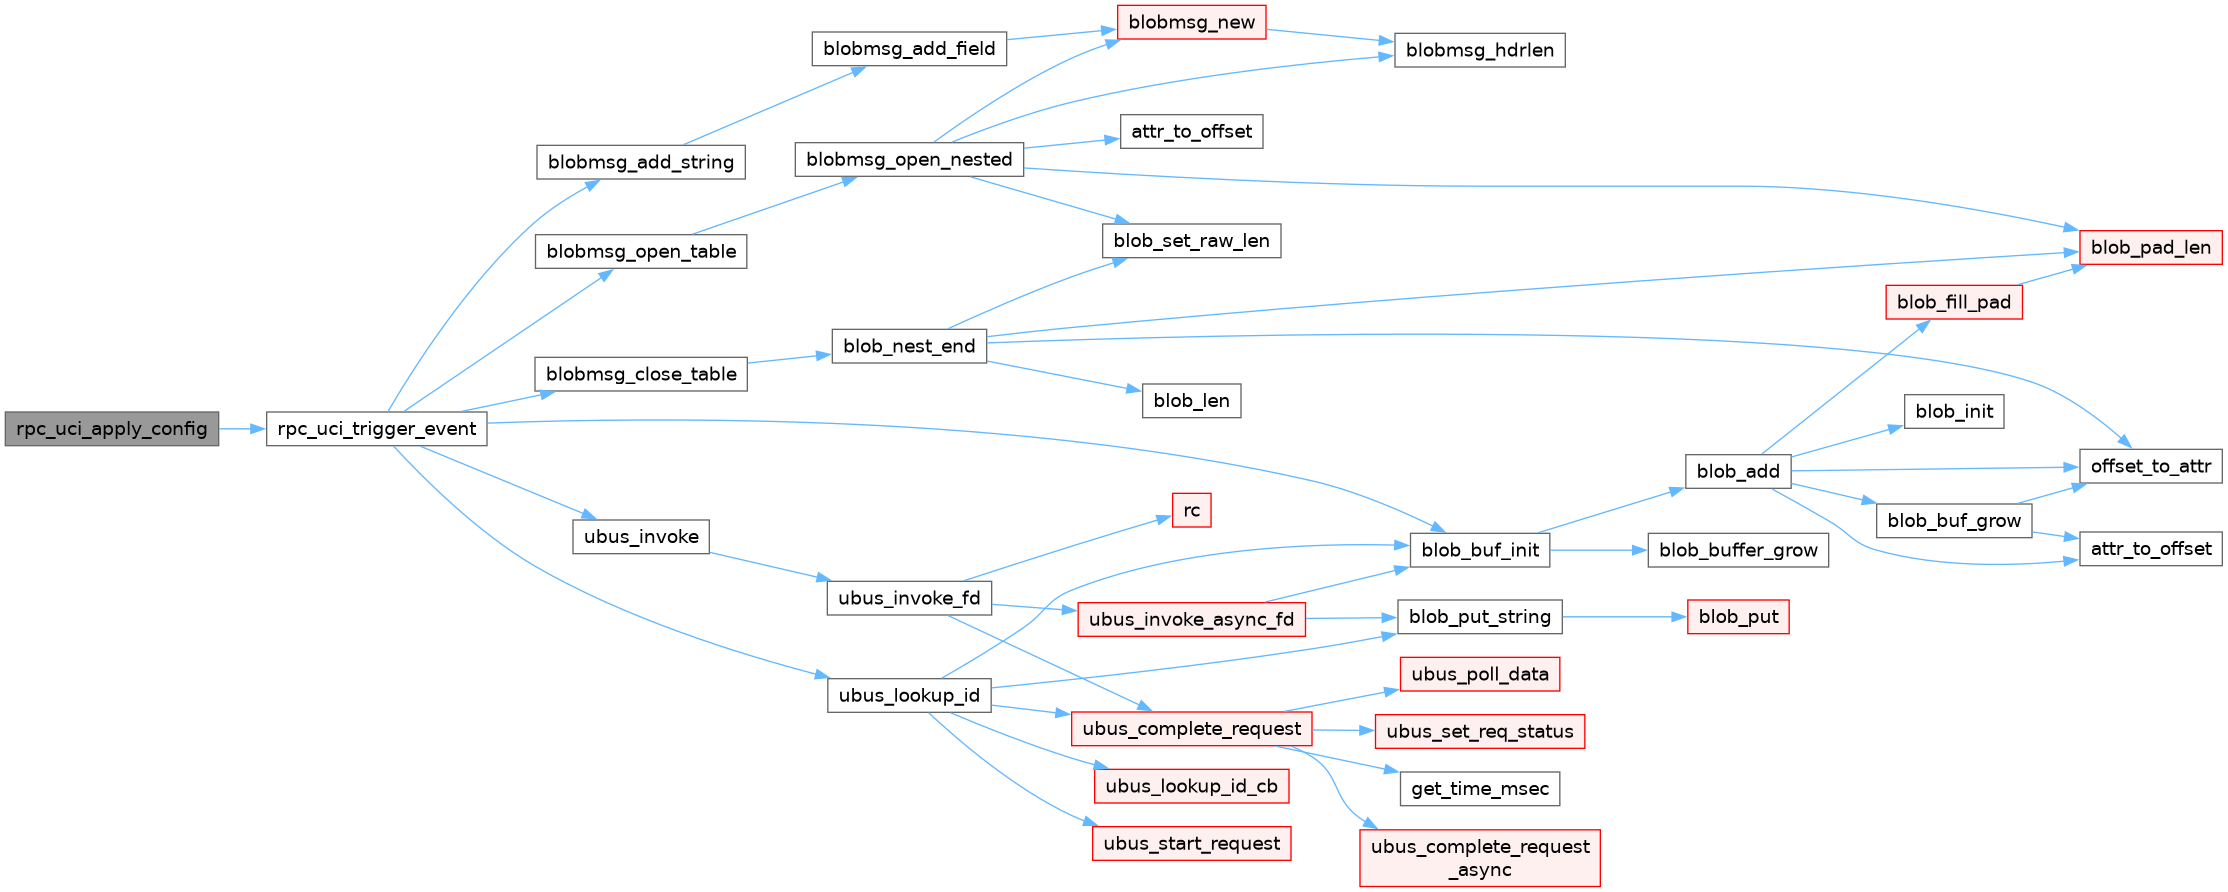 blobmsg_new
blobmsg_add_field
blobmsg_hdrlen
attr_to_offset
blobmsg_add_string
blobmsg_open_nested
blob_set_raw_len
blobmsg_open_table
blob_pad_len
blob_fill_pad
blob_nest_end
blobmsg_close_table
blob_len
blob_init
rpc_uci_apply_config
rpc_uci_trigger_event
blob_add
offset_to_attr
rc
blob_buf_grow
ubus_invoke
blob_buf_init
blob_buffer_grow
attr_to_offset
ubus_invoke_fd
ubus_invoke_async_fd
blob_put_string
blob_put
ubus_poll_data
ubus_lookup_id
ubus_complete_request
ubus_set_req_status
ubus_lookup_id_cb
get_time_msec
ubus_start_request
ubus_complete_request
_async